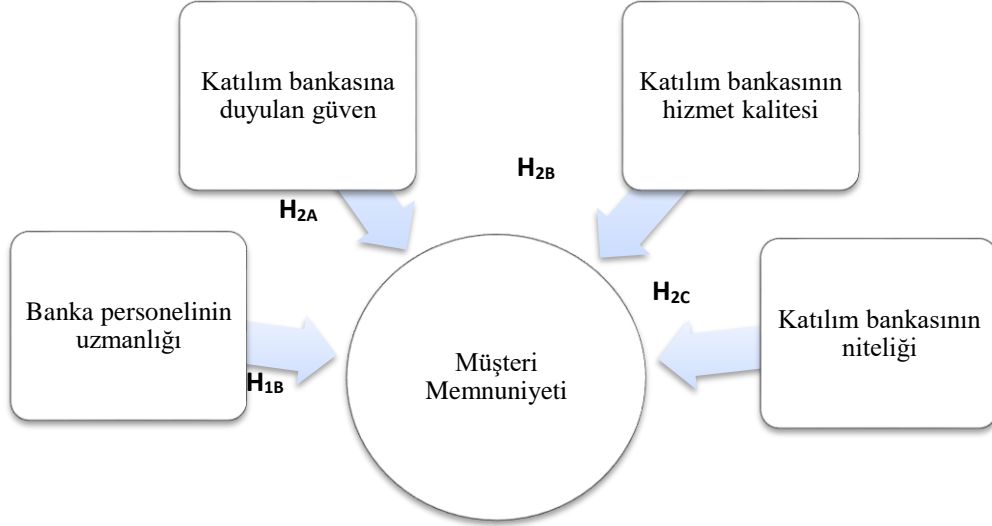 Katılım bankasına
duyulan güven
Katılım bankasının
hizmet kalitesi
H2B
H2A
Banka personelinin
uzmanlığı
H1B
Müşteri
Memnuniyeti
H2C
Katılım bankasının
niteliği